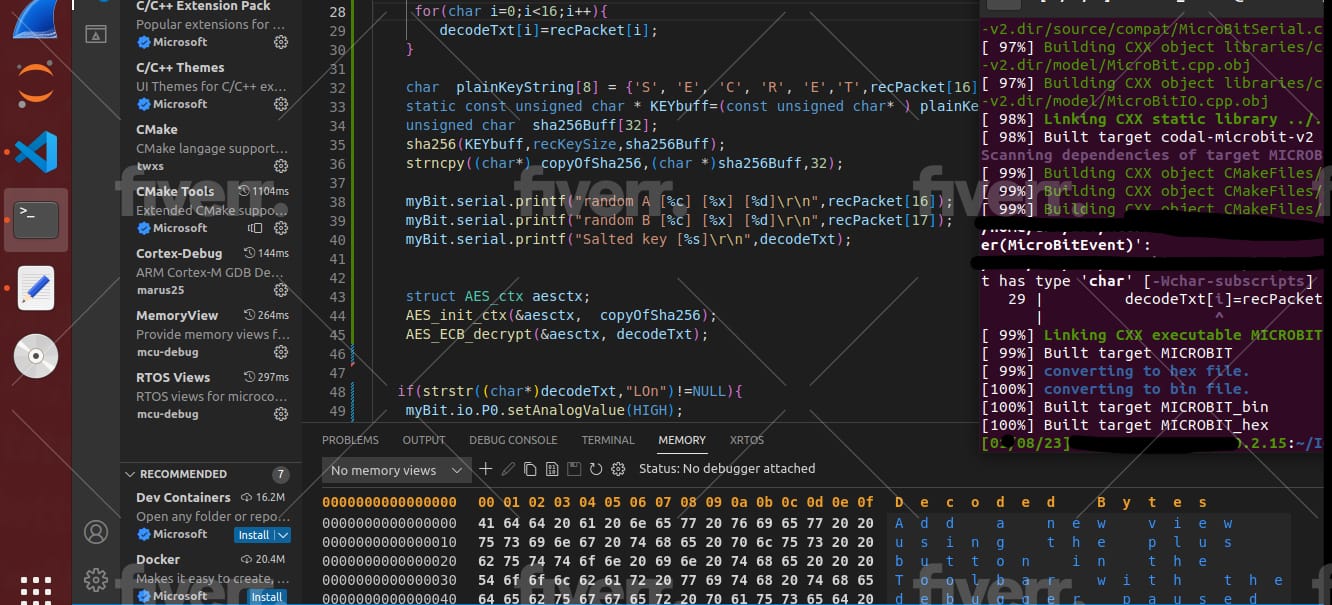 C/C++ Extension Pack
Popular extensions for ...
Microsoft
C/C++ Themes
UI Themes for C/C++ ex...
Microsoft
CMake
CMake langage support...
twxs
CMake Tools 1104ms
Extended CMake suppo...
Microsoft
Cortex-Debug 144ms
ARM Cortex-M GDB De...
marus25
MemoryView 264ms
Provide memory views f...
mcu-debug
RTOS Views 297ms
RTOS views for microco...
mcu-debug
RECOMMENDED 7
Dev Containers 16.2M
Open any folder or repo...
Microsoft Install
Docker 20.4M
Makes it easy to create, ...
Microsoft Install
28 for(char i=0;i<16;i++){
29 decodeTxt[i]=recPacket[i];
30 }
31
32 char plainKeyString[8] = {'S', 'E', 'C', 'R', 'E','T',recPacket[16]
33 static const unsigned char * KEYbuff=(const unsigned char* ) plainKe
34 unsigned char sha256Buff[32];
35 sha256(KEYbuff,recKeySize,sha256Buff);
36 strncpy((char*) copyOfSha256,(char *)sha256Buff,32);
37
38 myBit.serial.printf("random A [%c] [%x] [%d]\r\n",recPacket[16]);
39 myBit.serial.printf("random B [%c] [%x] [%d]\r\n",recPacket[17]);
40 myBit.serial.printf("Salted key [%s]\r\n",decodeTxt);
41
42
43 struct AES_ctx aesctx;
44 AES_init_ctx(&aesctx, copyOfSha256);
45 AES_ECB_decrypt(&aesctx, decodeTxt);
46
47
48 if(strstr((char*)decodeTxt,"LOn")!=NULL){
49 myBit.io.P0.setAnalogValue(HIGH);
PROBLEMS OUTPUT DEBUG CONSOLE TERMINAL MEMORY XRTOS
No memory views Status: No debugger attached
0000000000000000 00 01 02 03 04 05 06 07 08 09 0a 0b 0c 0d 0e 0f Decoded Bytes
0000000000000000 41 64 64 20 61 20 6e 65 77 20 76 69 65 77 20 20 Add a new view
0000000000000010 75 73 69 6e 67 20 74 68 65 20 70 6c 75 73 20 20 using the plus
0000000000000020 62 75 74 74 6f 6e 20 69 6e 20 74 68 65 20 20 20 button in the
0000000000000030 54 6f 6f 6c 62 61 72 20 77 69 74 68 20 74 68 65 Toolbar with the
0000000000000040 64 65 62 75 67 67 65 72 20 70 61 75 73 65 64 20 debugger paused
-v2.dir/source/compat/MicroBitSerial.c
[ 97%] Building CXX object libraries/c
-v2.dir/model/MicroBit.cpp.obj
[ 97%] Building CXX object libraries/c
-v2.dir/model/MicroBitIO.cpp.obj
[ 98%] Linking CXX static library ../.
[ 98%] Built target codal-microbit-v2
Scanning dependencies of target MICROB
[ 99%] Building CXX object CMakeFiles/
[ 99%] Building CXX object CMakeFiles/
[ 99%] Building CXX object CMakeFiles/
er(MicroBitEvent)':
t has type 'char' [-Wchar-subscripts]
29 | decodeTxt[i]=recPacket
| ^
[ 99%] Linking CXX executable MICROBIT
[ 99%] Built target MICROBIT
[ 99%] converting to hex file.
[100%] converting to bin file.
[100%] Built target MICROBIT_bin
[100%] Built target MICROBIT_hex
/08/23] 0.2.15:~/I
fiverr.
fiverr.
fiverr.
fiverr.
fiverr.
fiverr.